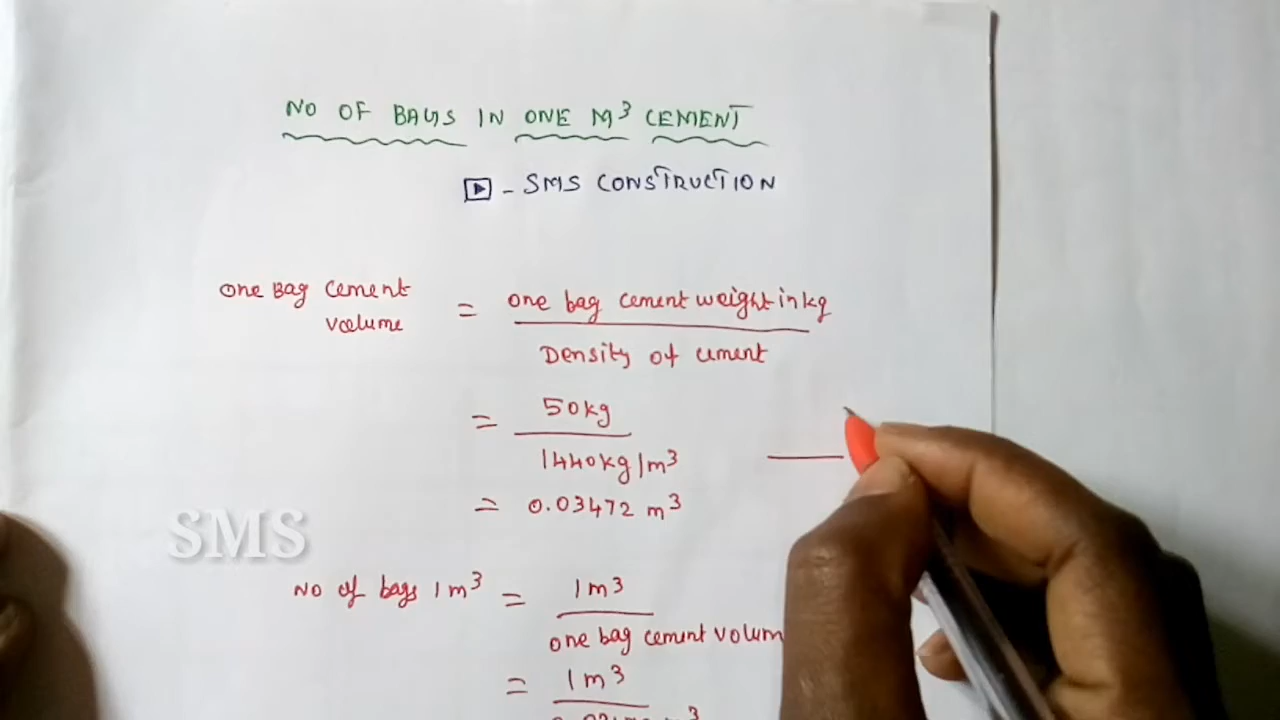 NO OF BAGS IN ONE M³ CEMENT
- SMS CONSTRUCTION
One Bag cement volume = one bag cement weight in kg
Density of cement
= 50kg
1440kg/m³
= 0.03472 m³
SMS
No of bags 1m³ = 1m³
one bag cement volum
= 1m³
m³